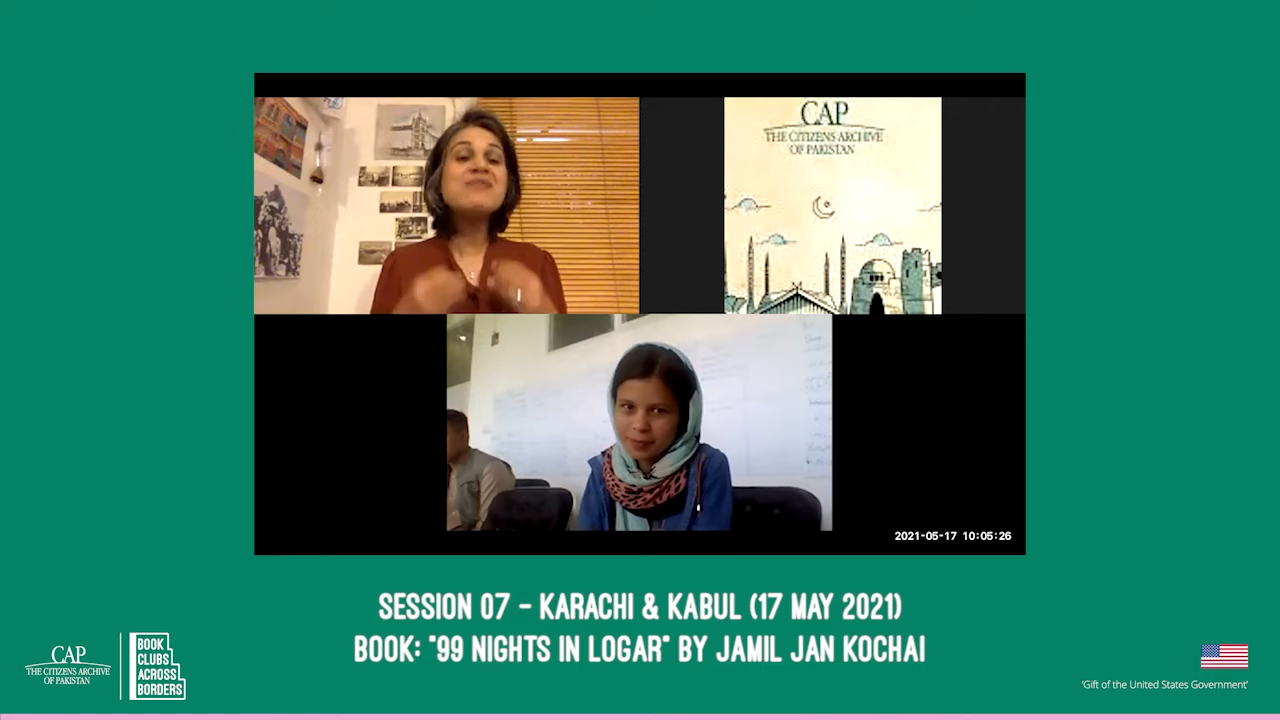 CAP
THE CITIZENS ARCHIVE
OF PAKISTAN
2021-05-17 10:05:26
SESSION 07 - KARACHI & KABUL (17 MAY 2021)
BOOK: "99 NIGHTS IN LOGAR" BY JAMIL JAN KOCHAI
CAP
THE CITIZENS ARCHIVE
OF PAKISTAN
BOOK
CLUBS
ACROSS
BORDERS
'Gift of the United States Government'